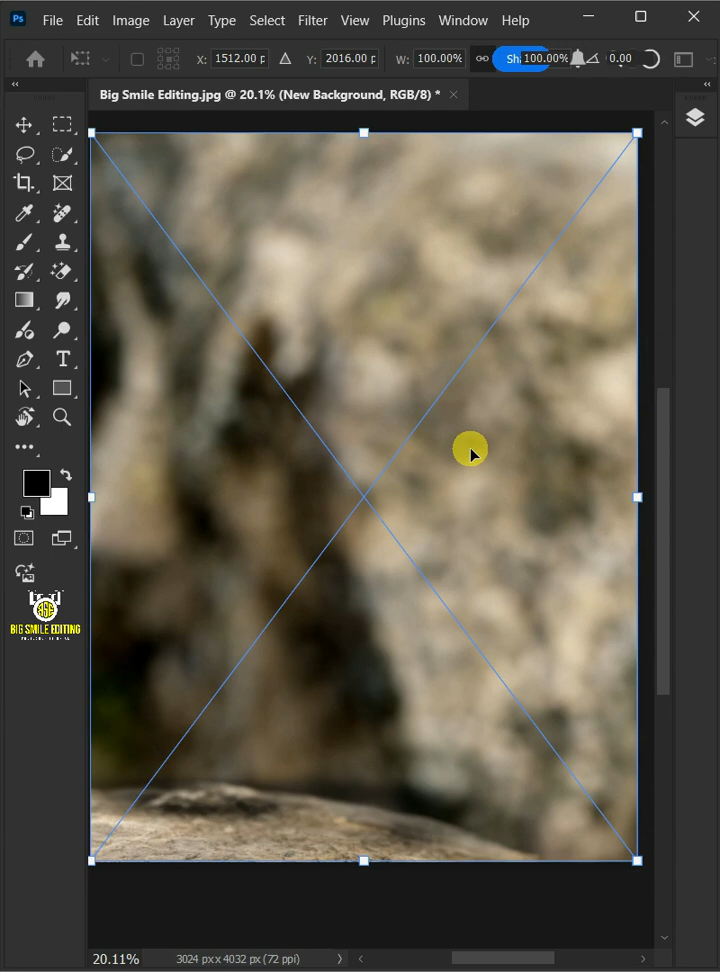 Ps File Edit Image Layer Type Select Filter View Plugins Window Help
X: 1512.00 p Y: 2016.00 p W: 100.00% Sh 100.00% 0.00
Big Smile Editing.jpg @ 20.1% (New Background, RGB/8) *
T
BIG SMILE EDITING
20.11% 3024 px x 4032 px (72 ppi)